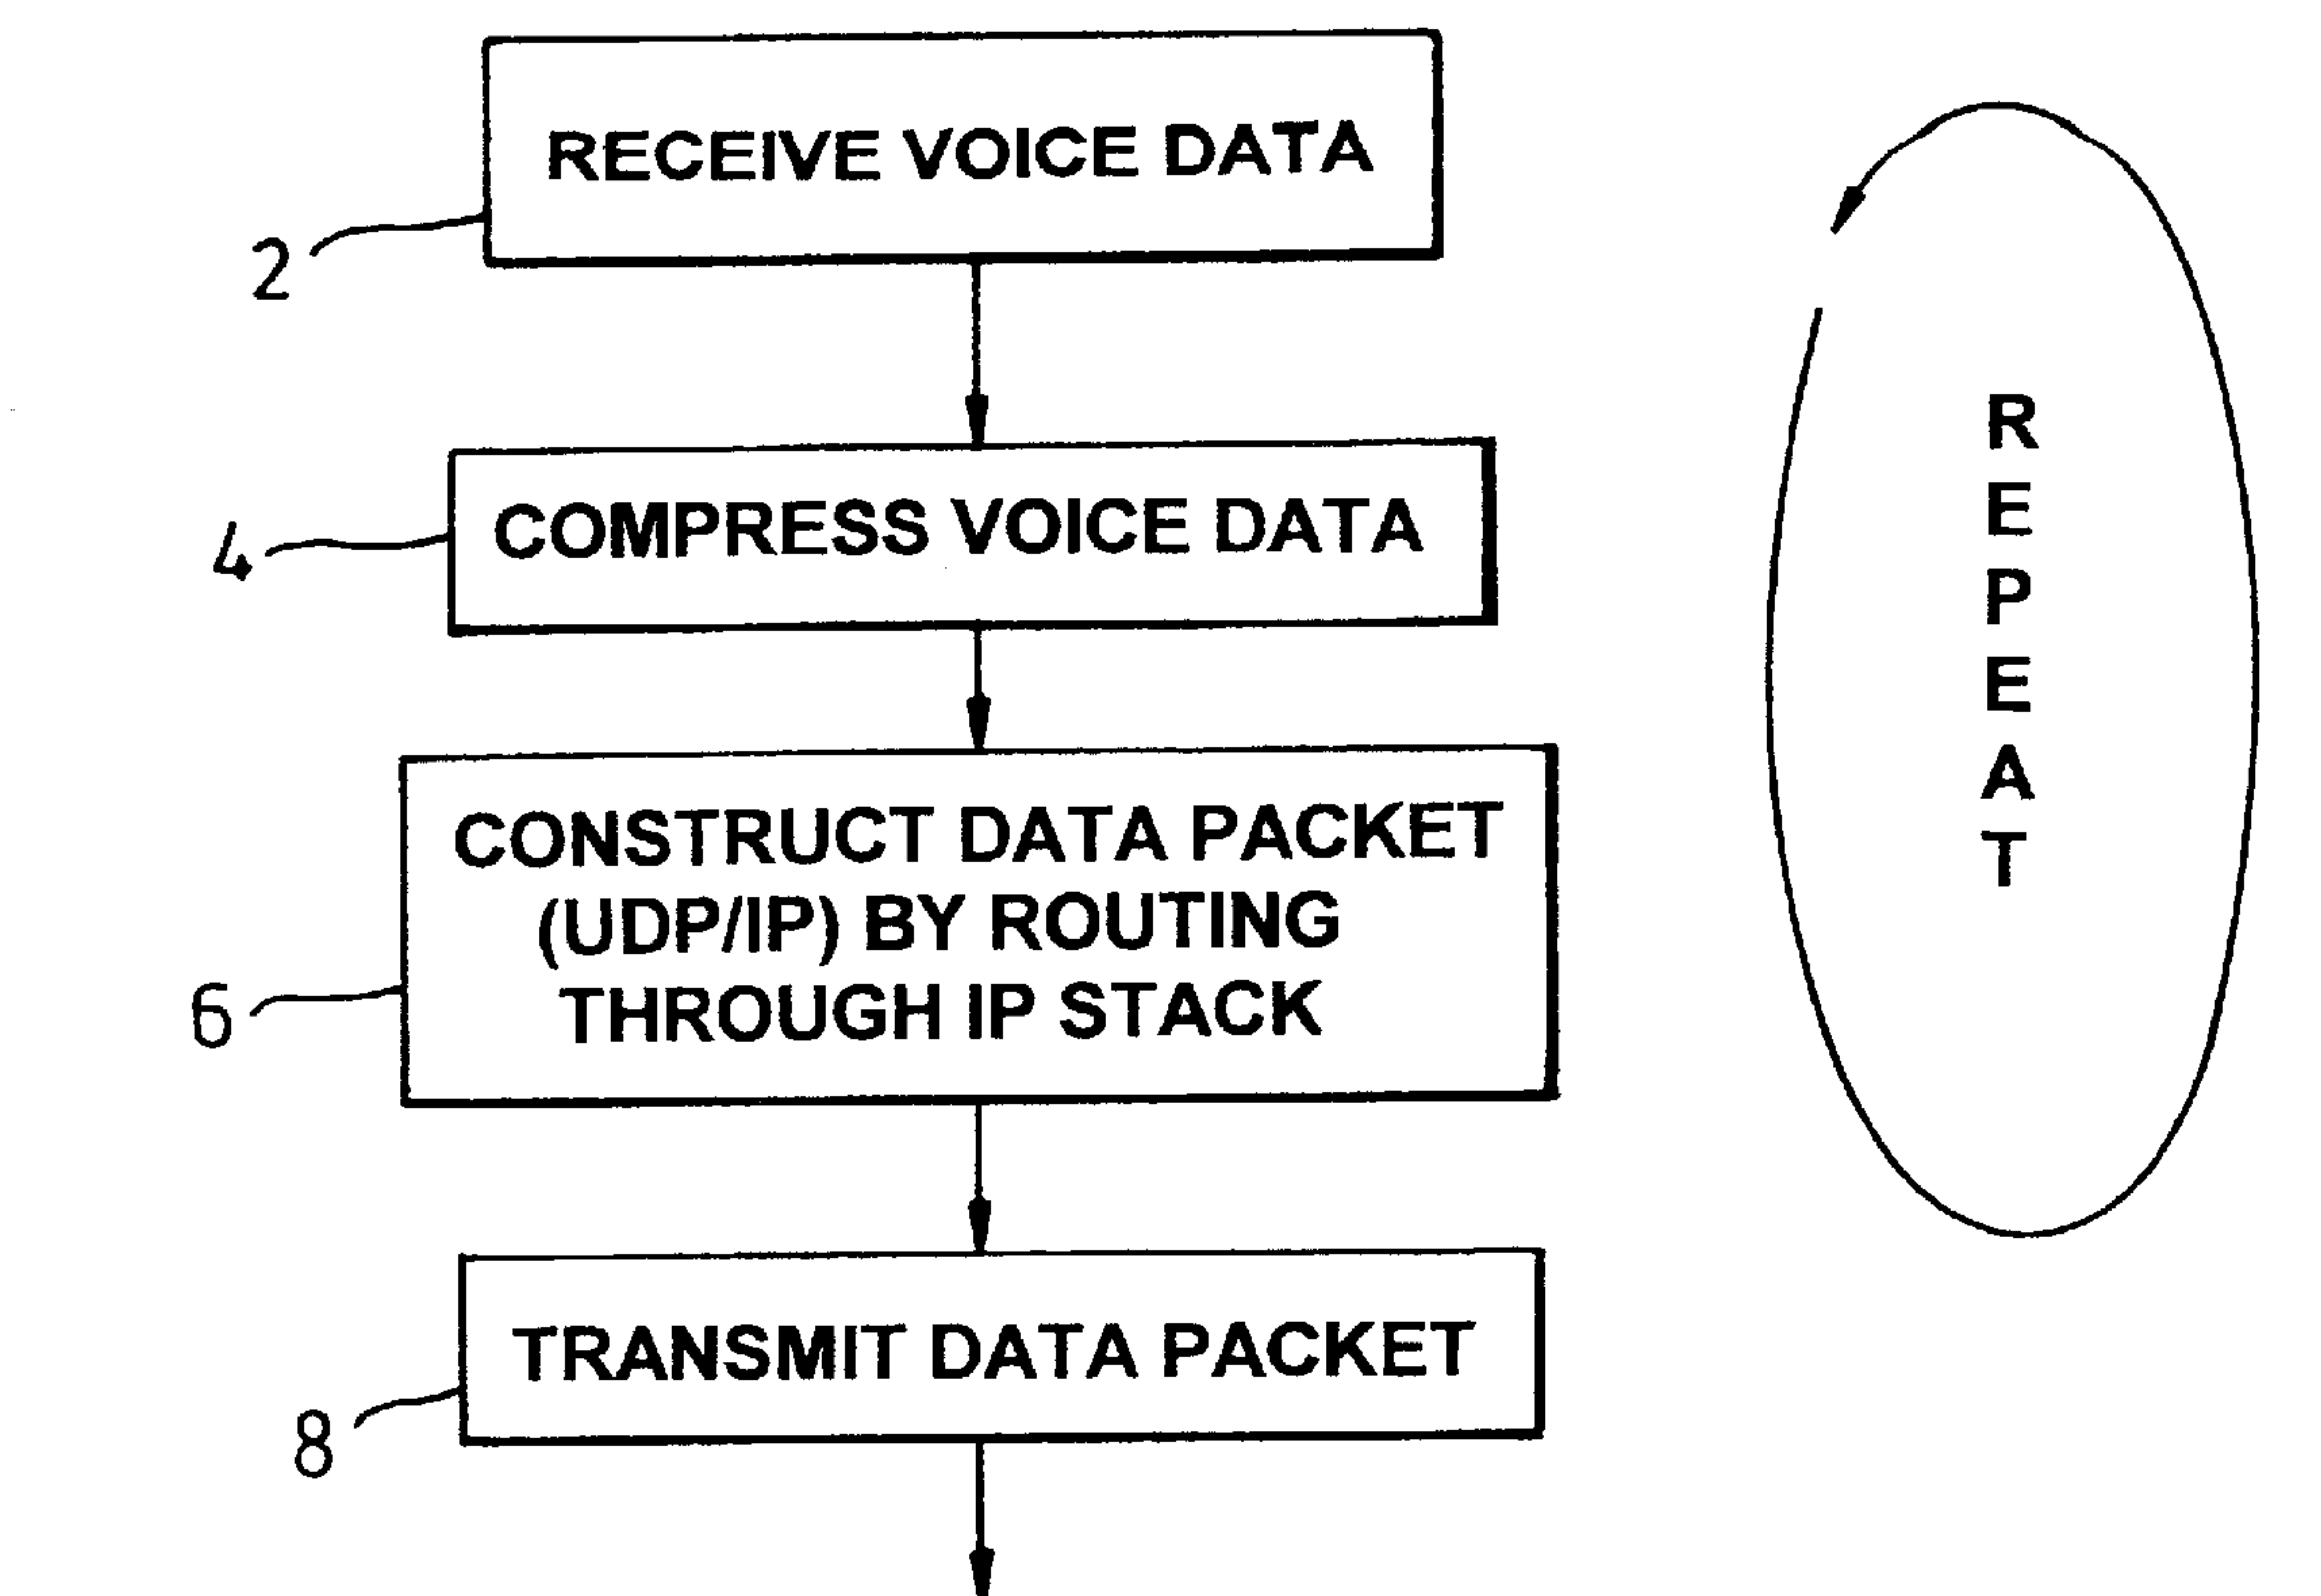 RECEIVE VOICE DATA
2
COMPRESS VOICE DATA
4
CONSTRUCT DATA PACKET
(UDP/IP) BY ROUTING
THROUGH IP STACK
6
TRANSMIT DATA PACKET
8
REPEAT